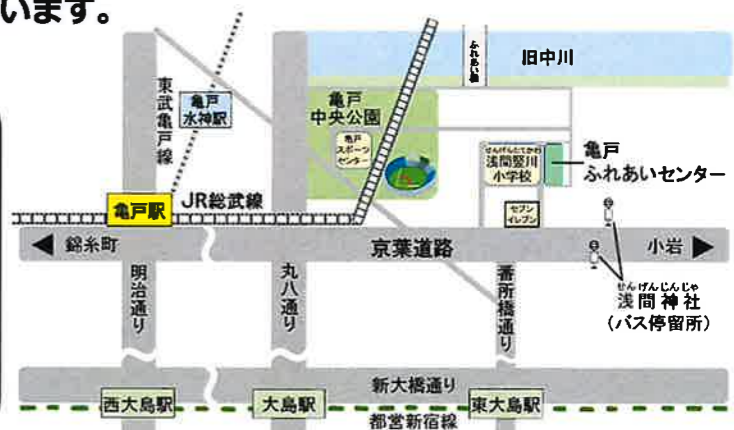 います。
ふれあい橋
旧中川
東武亀戸線
亀戸
水神駅
亀戸
中央公園
亀戸
スポーツ
センター
せんげんたてかわ
浅間竪川
小学校
亀戸
ふれあいセンター
セブン
イレブン
亀戸駅
JR総武線
錦糸町
京葉道路
小岩
せんげんじんじゃ
浅間神社
(バス停留所)
明治通り
丸八通り
番所橋通り
新大橋通り
西大島駅
大島駅
東大島駅
都営新宿線